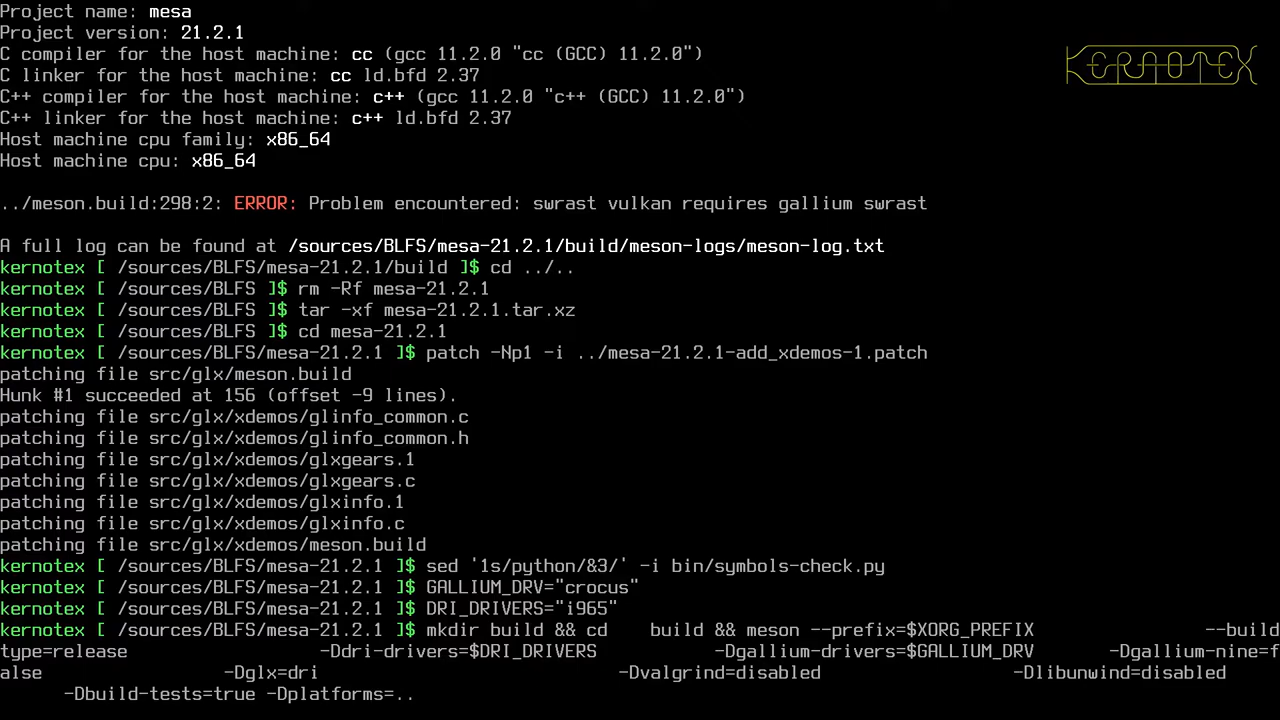 Project name: mesa
Project version: 21.2.1
C compiler for the host machine: cc (gcc 11.2.0 "cc (GCC) 11.2.0")
C linker for the host machine: cc ld.bfd 2.37
C++ compiler for the host machine: c++ (gcc 11.2.0 "c++ (GCC) 11.2.0")
C++ linker for the host machine: c++ ld.bfd 2.37
Host machine cpu family: x86_64
Host machine cpu: x86_64
KERNOTEX
../meson.build:298:2: ERROR: Problem encountered: swrast vulkan requires gallium swrast
A full log can be found at /sources/BLFS/mesa-21.2.1/build/meson-logs/meson-log.txt
kernotex [ /sources/BLFS/mesa-21.2.1/build ]$ cd ../..
kernotex [ /sources/BLFS ]$ rm -Rf mesa-21.2.1
kernotex [ /sources/BLFS ]$ tar -xf mesa-21.2.1.tar.xz
kernotex [ /sources/BLFS ]$ cd mesa-21.2.1
kernotex [ /sources/BLFS/mesa-21.2.1 ]$ patch -Np1 -i ../mesa-21.2.1-add_xdemos-1.patch
patching file src/glx/meson.build
Hunk #1 succeeded at 156 (offset -9 lines).
patching file src/glx/xdemos/glinfo_common.c
patching file src/glx/xdemos/glinfo_common.h
patching file src/glx/xdemos/glxgears.1
patching file src/glx/xdemos/glxgears.c
patching file src/glx/xdemos/glxinfo.1
patching file src/glx/xdemos/glxinfo.c
patching file src/glx/xdemos/meson.build
kernotex [ /sources/BLFS/mesa-21.2.1 ]$ sed '1s/python/&3/' -i bin/symbols-check.py
kernotex [ /sources/BLFS/mesa-21.2.1 ]$ GALLIUM_DRV="crocus"
kernotex [ /sources/BLFS/mesa-21.2.1 ]$ DRI_DRIVERS="i965"
kernotex [ /sources/BLFS/mesa-21.2.1 ]$ mkdir build && cd    build && meson --prefix=$XORG_PREFIX                --build
type=release                  -Ddri-drivers=$DRI_DRIVERS           -Dgallium-drivers=$GALLIUM_DRV       -Dgallium-nine=f
alse                 -Dglx=dri                            -Dvalgrind=disabled                  -Dlibunwind=disabled
      -Dbuild-tests=true -Dplatforms=..